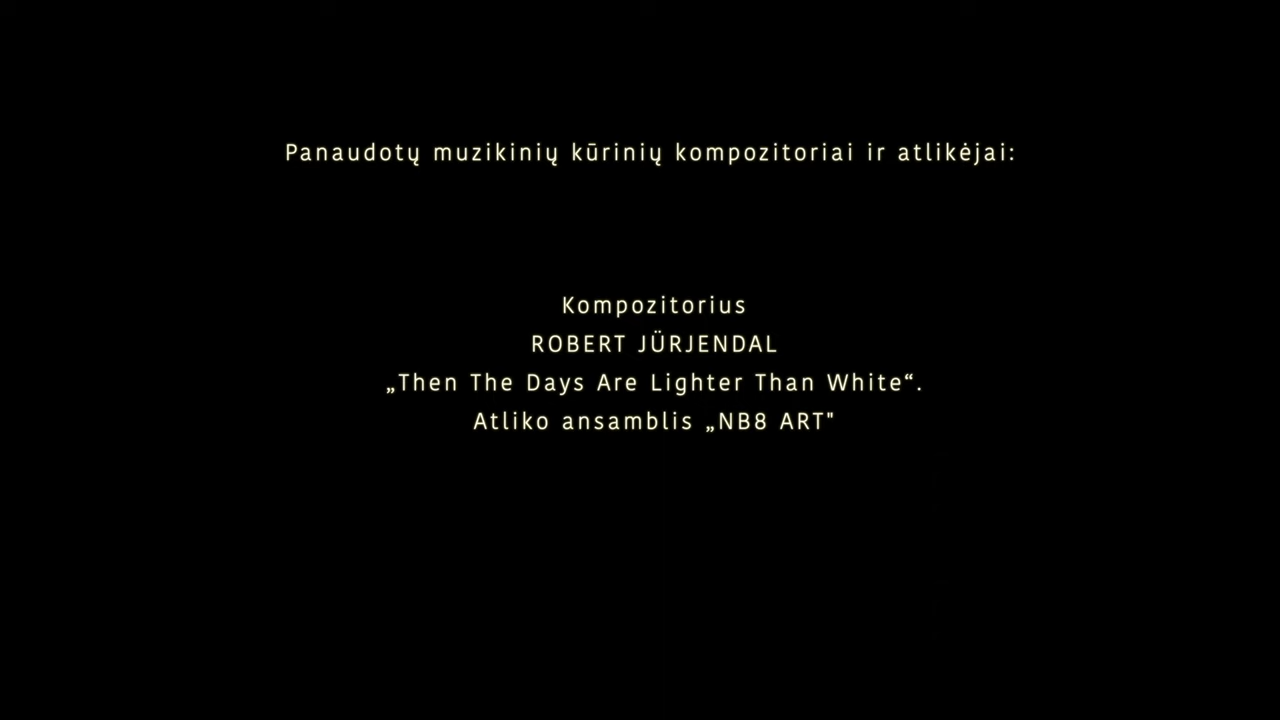 Panaudotų muzikinių kūrinių kompozitoriai ir atlikėjai:
Kompozitorius
ROBERT JÜRJENDAL
„Then The Days Are Lighter Than White“.
Atliko ansamblis „NB8 ART"